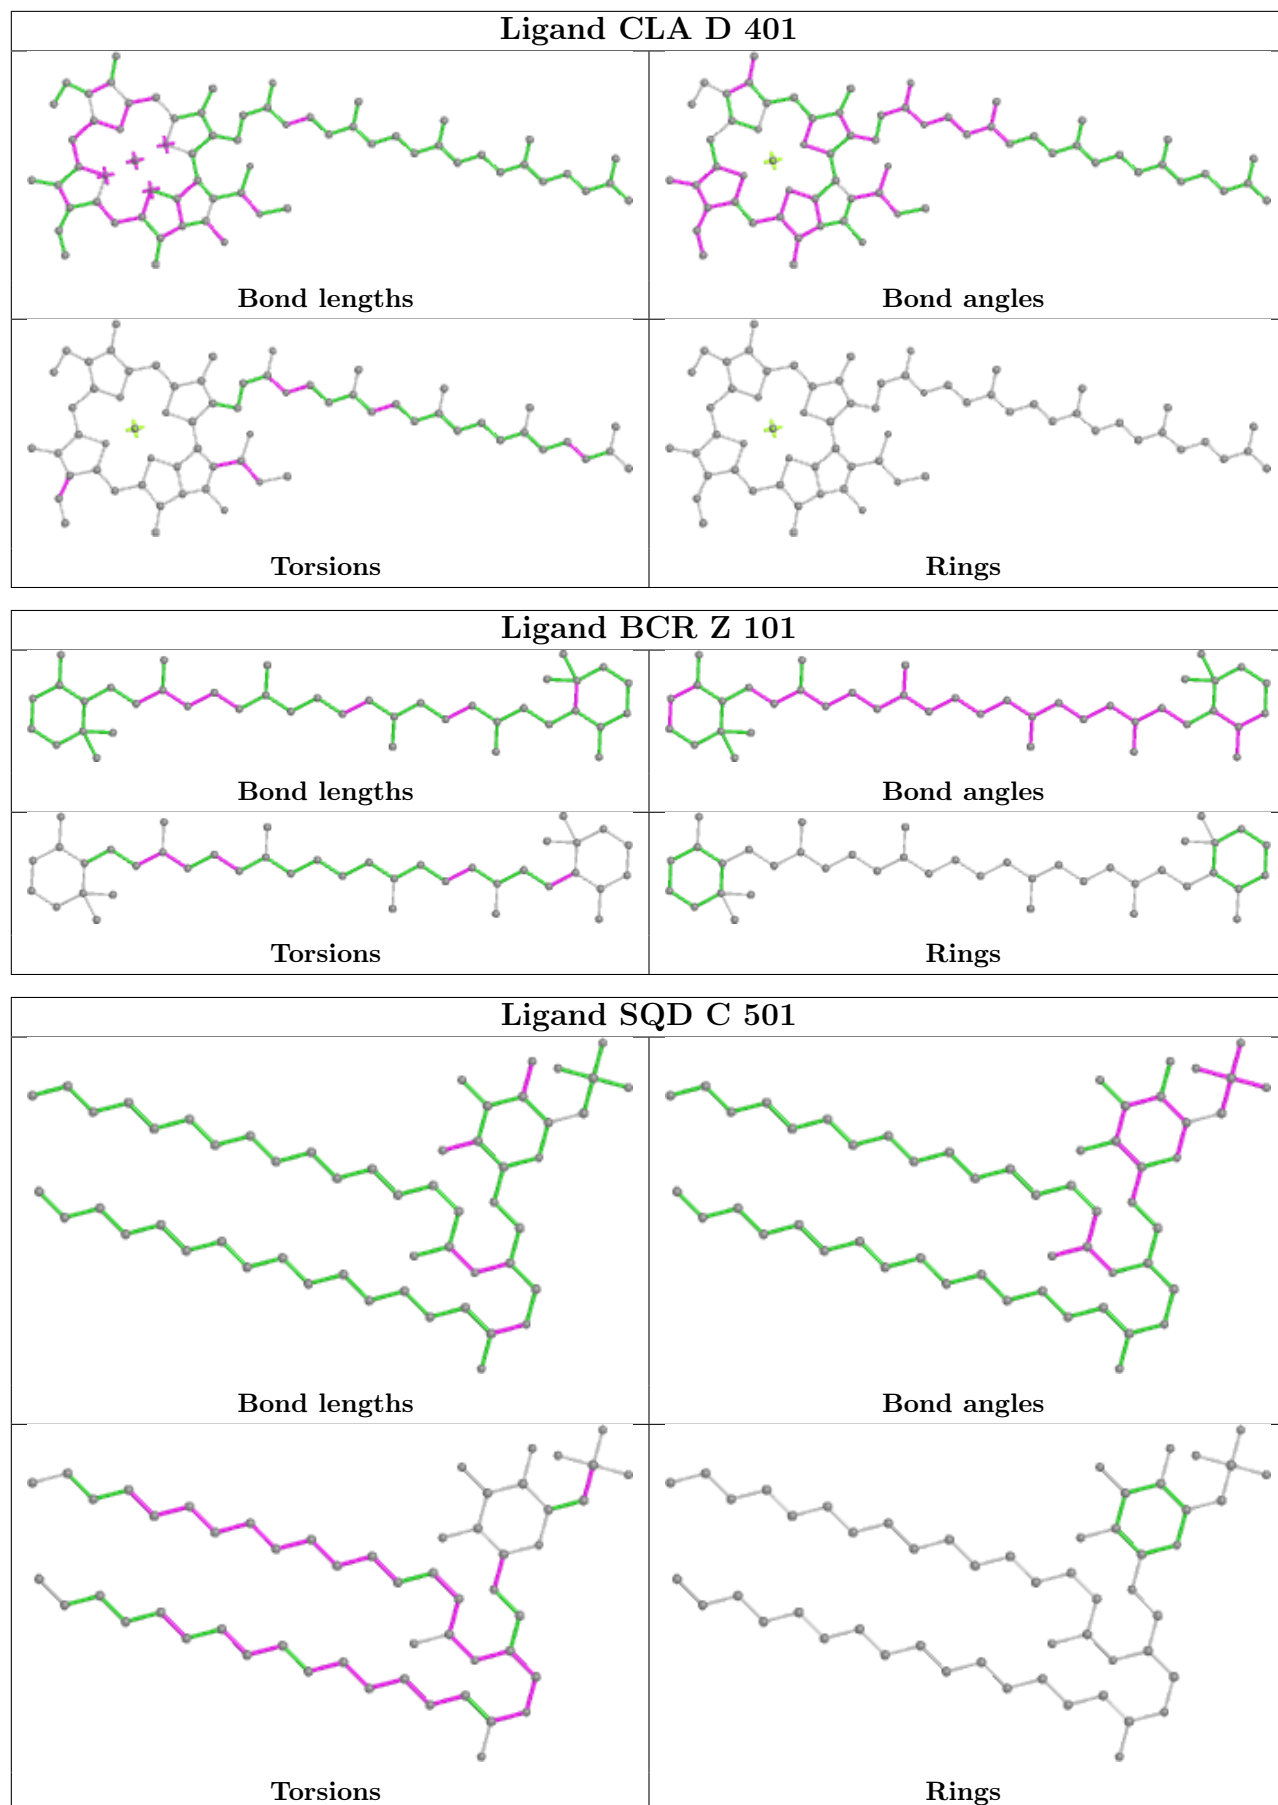 Ligand CLA D 401
Bond lengths
Bond angles
Torsions
Rings
Ligand BCR Z 101
Bond lengths
Bond angles
Torsions
Rings
Ligand SQD C 501
Bond lengths
Bond angles
Torsions
Rings